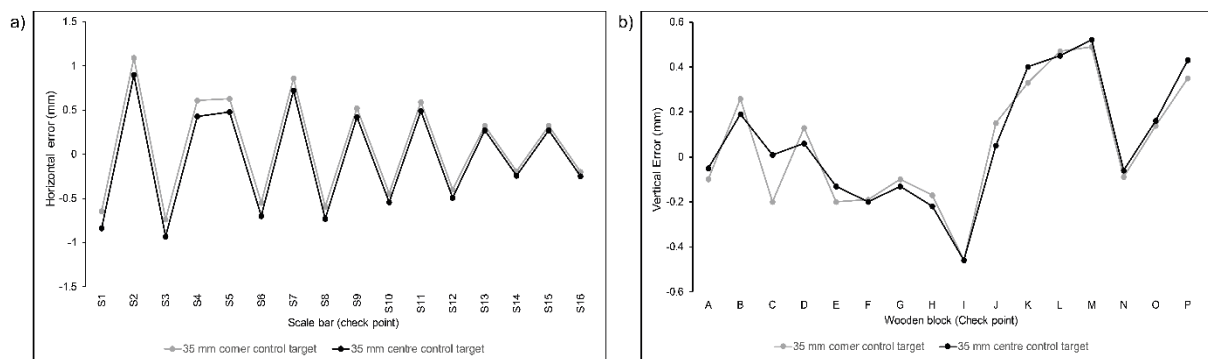 a)
1.5
1
0.5
0
-0.5
-1
-1.5
Horizontal error (mm)
S1 S2 S3 S4 S5 S6 S7 S8 S9 S10 S11 S12 S13 S14 S15 S16
Scale bar (check point)
35 mm corner control target 35 mm centre control target
b)
0.6
0.4
0.2
0
-0.2
-0.4
-0.6
Vertical Error (mm)
A B C D E F G H I J K L M N O P
Wooden block (Check point)
35 mm corner control target 35 mm centre control target